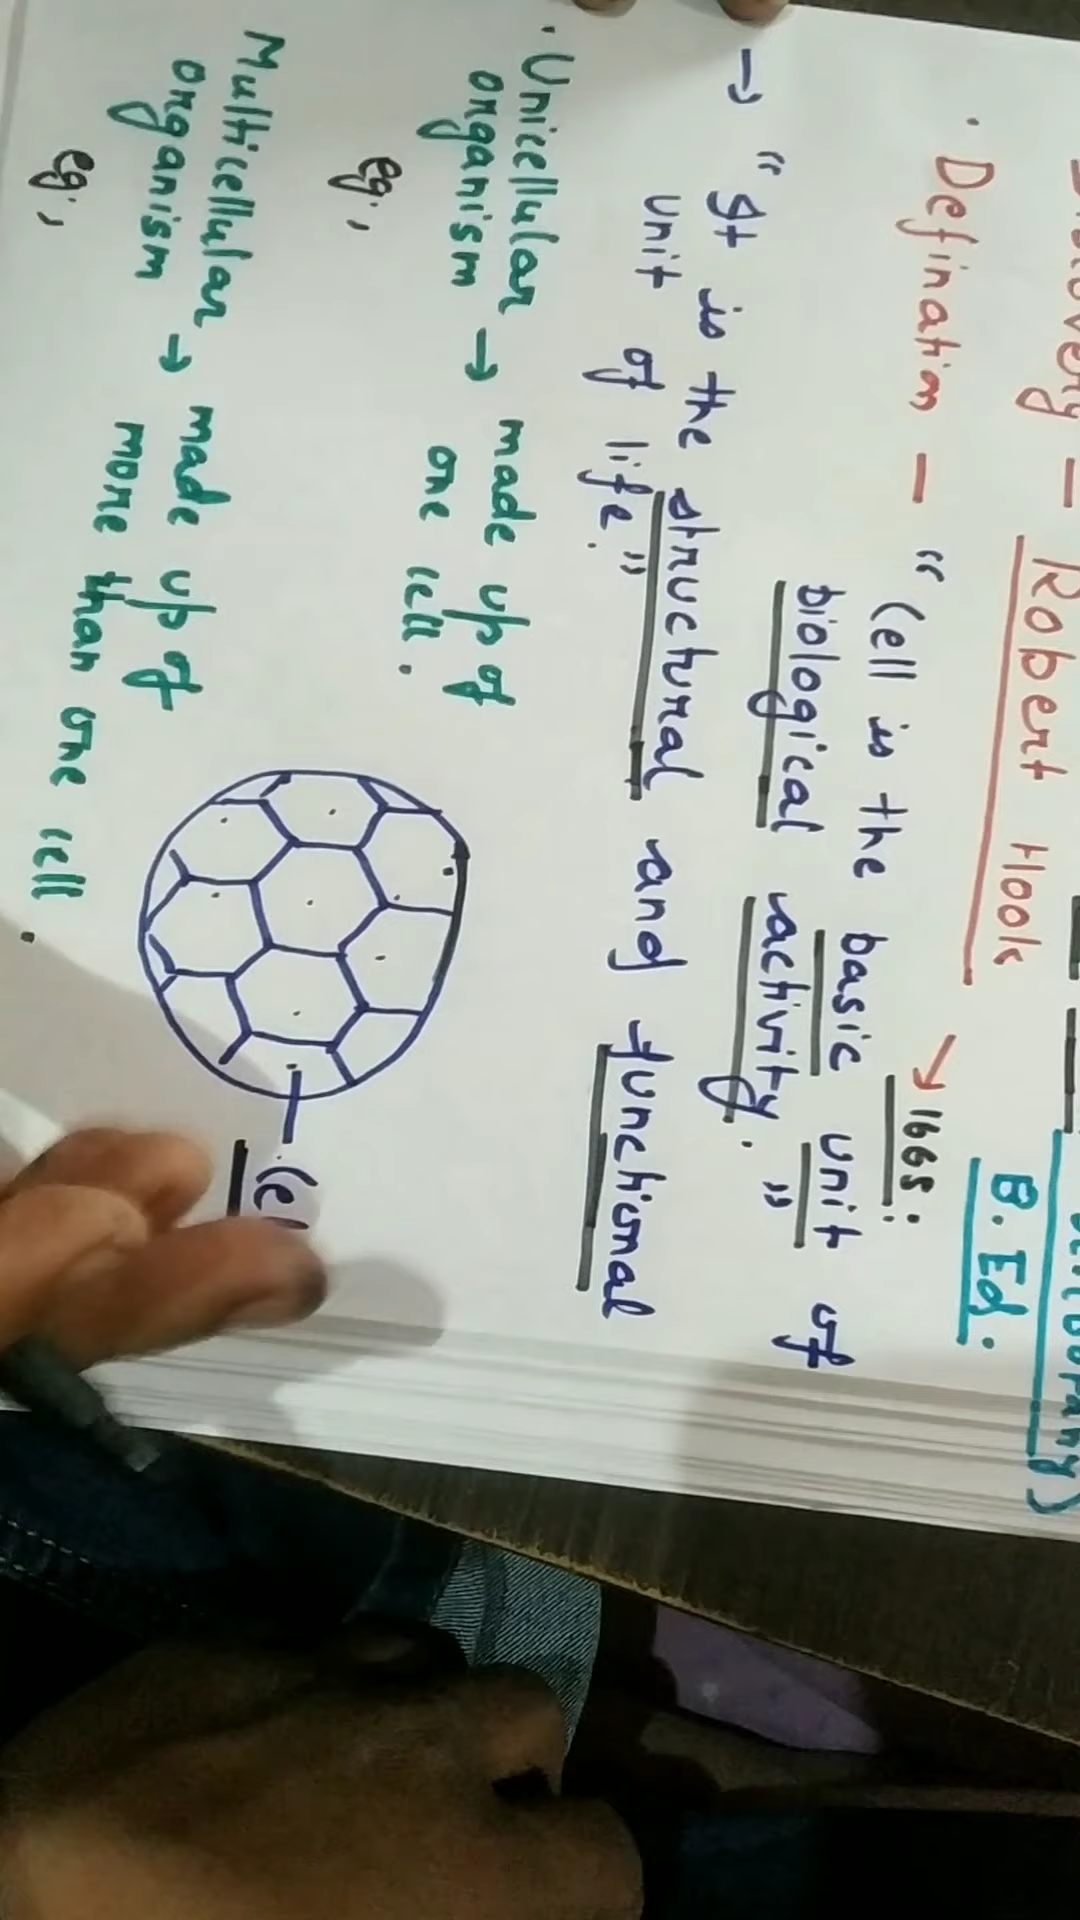 B. Ed.
Robert Hook → 1665.
. Defination — " Cell is the basic unit of
biological activity. "
→ " It is the structural and functional
unit of life. "
. Unicellular → made up of
organism one cell.
eg:,
Multicellular → made up of
organism more than one cell.
eg:,